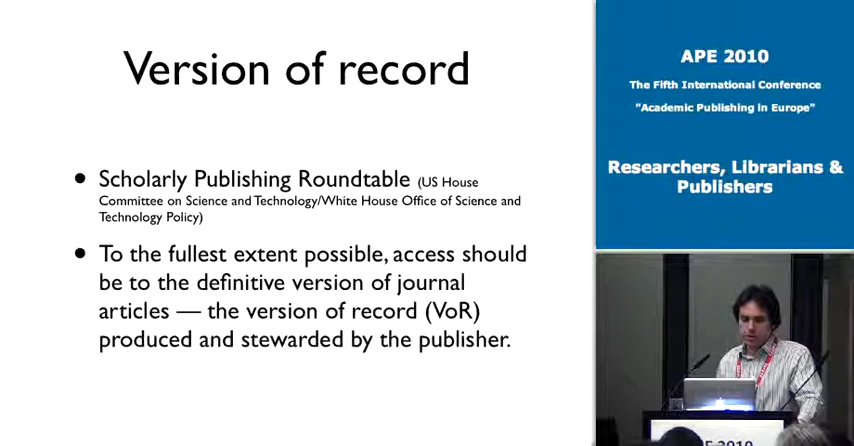 Version of record
• Scholarly Publishing Roundtable (US House
Committee on Science and Technology/White House Office of Science and
Technology Policy)
• To the fullest extent possible, access should
be to the definitive version of journal
articles — the version of record (VoR)
produced and stewarded by the publisher.
APE 2010
The Fifth International Conference
"Academic Publishing in Europe"
Researchers, Librarians &
Publishers
2010